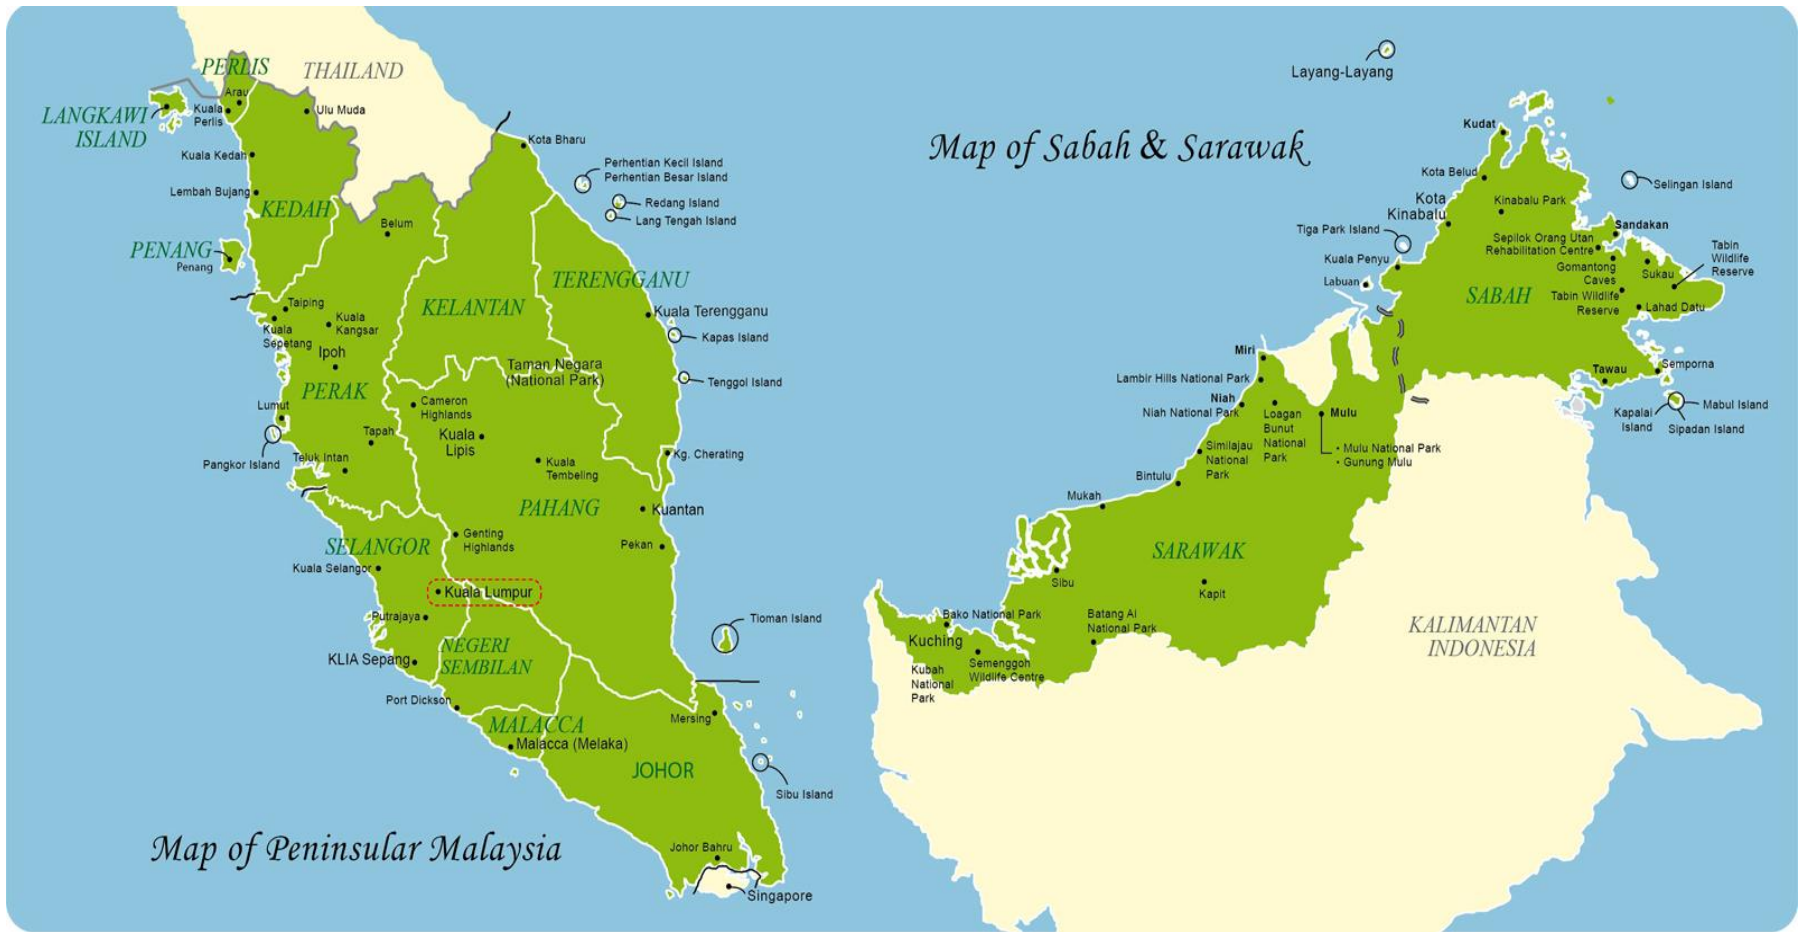 PERLIS
THAILAND
Arau
LANGKAWI
ISLAND
Kuala
Perlis
Ulu Muda
Kota Bharu
Kuala Kedah
Perhentian Kecil Island
Perhentian Besar Island
Lembah Bujang
KEDAH
Redang Island
Lang Tengah Island
Belum
PENANG
Penang
TERENGGANU
KELANTAN
Taiping
Kuala
Kangsar
Kuala
Sepetang
Kuala Terengganu
Kapas Island
Ipoh
Taman Negara
(National Park)
PERAK
Tenggol Island
Lumut
Cameron
Highlands
Tapah
Kuala
Lipis
Pangkor Island
Teluk Intan
Kuala
Tembeling
Kg. Cherating
PAHANG
Kuantan
SELANGOR
Genting
Highlands
Pekan
Kuala Selangor
Kuala Lumpur
Putrajaya
Tioman Island
NEGERI
SEMBILAN
KLIA Sepang
Port Dickson
MALACCA
Malacca (Melaka)
Mersing
JOHOR
Sibu Island
Map of Peninsular Malaysia
Johor Bahru
Singapore
Layang-Layang
Map of Sabah & Sarawak
Kudat
Kota Belud
Selingan Island
Kota
Kinabalu
Kinabalu Park
Sandakan
Tiga Park Island
Sepilok Orang Utan
Rehabilitation Centre
Tabin
Wildlife
Reserve
Kuala Penyu
Gomantong
Caves
Sukau
Labuan
SABAH
Tabin Wildlife
Reserve
Lahad Datu
Miri
Semporna
Tawau
Lambir Hills National Park
Niah
Niah National Park
Loagan
Bunut
National
Park
Mulu
Kapalai
Island
Mabul Island
Sipadan Island
Similajau
National
Park
• Mulu National Park
• Gunung Mulu
Bintulu
Mukah
SARAWAK
Sibu
Kapit
Bako National Park
Batang Al
National Park
Kuching
KALIMANTAN
INDONESIA
Semenggoh
Wildlife Centre
Kubah
National
Park